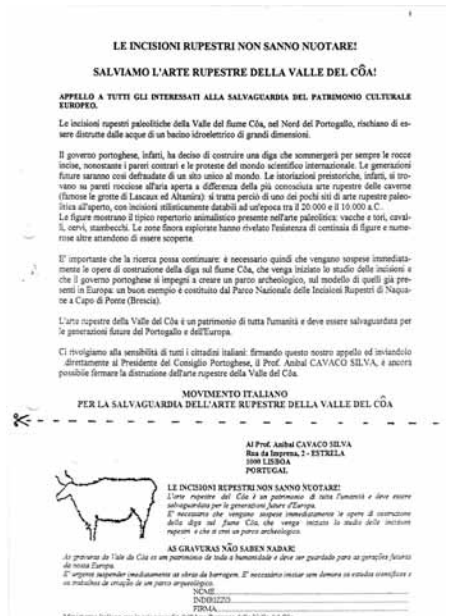 LE INCISIONI RUPESTRI NON SANNO NUOTARE!
SALVIAMO L'ARTE RUPESTRE DELLA VALLE DEL CÔA!
APPELLO A TUTTI GLI INTERESSATI ALLA SALVAGUARDIA DEL PATRIMONIO CULTURALE
EUROPEO.
Le incisioni rupestri paleolitiche della Valle del fiume Côa, nel Nord del Portogallo, rischiano di es-
sere distrutte dalle acque di un bacino idroelettrico di grandi dimensioni.
Il governo portoghese, infatti, ha deciso di costruire una diga che sommergerà per sempre le rocce
incise, nonostante i pareri contrari e le proteste del mondo scientifico internazionale. Le generazioni
future saranno così defraudate di un sito unico al mondo. Le istoriazioni preistoriche, infatti, si tro-
vano su pareti rocciose all'aria aperta a differenza della più conosciuta arte rupestre delle caverne
(famose le grotte di Lascaux ed Altamira): si tratta perciò di uno dei pochi siti di arte rupestre paleo-
litica all'aperto, con incisioni stilisticamente databili ad un'epoca tra il 20.000 e il 10.000 a.C..
Le figure mostrano il tipico repertorio animalistico presente nell'arte paleolitica: vacche e tori, caval-
li, cervi, stambecchi. Le zone finora esplorate hanno rivelato l'esistenza di centinaia di figure e nume-
rose altre attendono di essere scoperte.
E' importante che la ricerca possa continuare: è necessario quindi che vengano sospese immediata-
mente le opere di costruzione della diga sul fiume Côa, che venga iniziato lo studio delle incisioni e
che il governo portoghese si impegni a creare un parco archeologico, sul modello di quelli già pre-
senti in Europa: un buon esempio è costituito dal Parco Nazionale delle Incisioni Rupestri di Naqua-
ne a Capo di Ponte (Brescia).
L'arte rupestre della Valle del Côa è un patrimonio di tutta l'umanità e deve essere salvaguardata per
le generazioni future del Portogallo e dell'Europa.
Ci rivolgiamo alla sensibilità di tutti i cittadini italiani: firmando questo nostro appello ed inviandolo
direttamente al Presidente del Consiglio Portoghese, il Prof. Anibal CAVACO SILVA, è ancora
possibile fermare la distruzione dell'arte rupestre della Valle del Côa.
MOVIMENTO ITALIANO
PER LA SALVAGUARDIA DELL'ARTE RUPESTRE DELLA VALLE DEL CÔA
Al Prof. Anibal CAVACO SILVA
Rua da Imprensa, 2 - ESTRELA
1000 LISBOA
PORTUGAL
LE INCISIONI RUPESTRI NON SANNO NUOTARE!
L'arte rupestre del Côa è un patrimonio di tutta l'umanità e deve essere
salvaguardata per le generazioni future d'Europa.
E' necessario che vengano sospese immediatamente le opere di costruzione
della diga sul fiume Côa, che venga iniziato lo studio delle incisioni
rupestri e che si crei un parco archeologico.
AS GRAVURAS NÃO SABEN NADAR!
As gravuras do Vale do Côa es um patrimonio de toda a humanidade e deve ser guardado para as gerações futuras
da nossa Europa.
E' urgente suspender imediatamente as obras da barragem. E' necessário iniciar sem demora os estudos científicos e
os trabalhos de criação de um parco archeologico.
NOME
INDIRIZZO
FIRMA